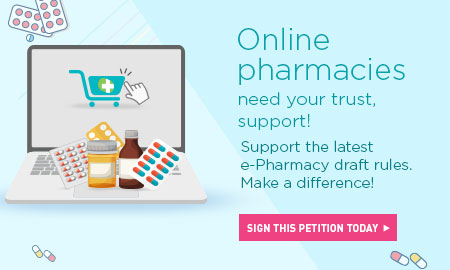 Online
pharmacies
need your trust,
support!
Support the latest
e-Pharmacy draft rules.
Make a difference!
SIGN THIS PETITION TODAY